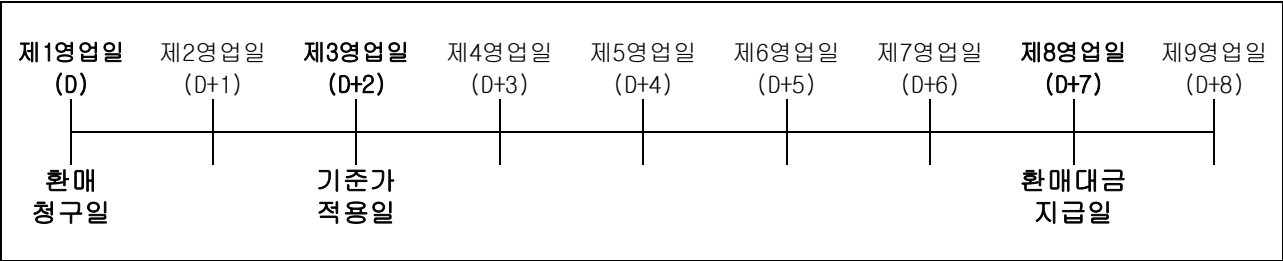 제1영업일 제2영업일 제3영업일 제4영업일 제5영업일 제6영업일 제7영업일 제8영업일 제9영업일
(D) (D+1) (D+2) (D+3) (D+4) (D+5) (D+6) (D+7) (D+8)
환매 기준가 환매대금
청구일 적용일 지급일